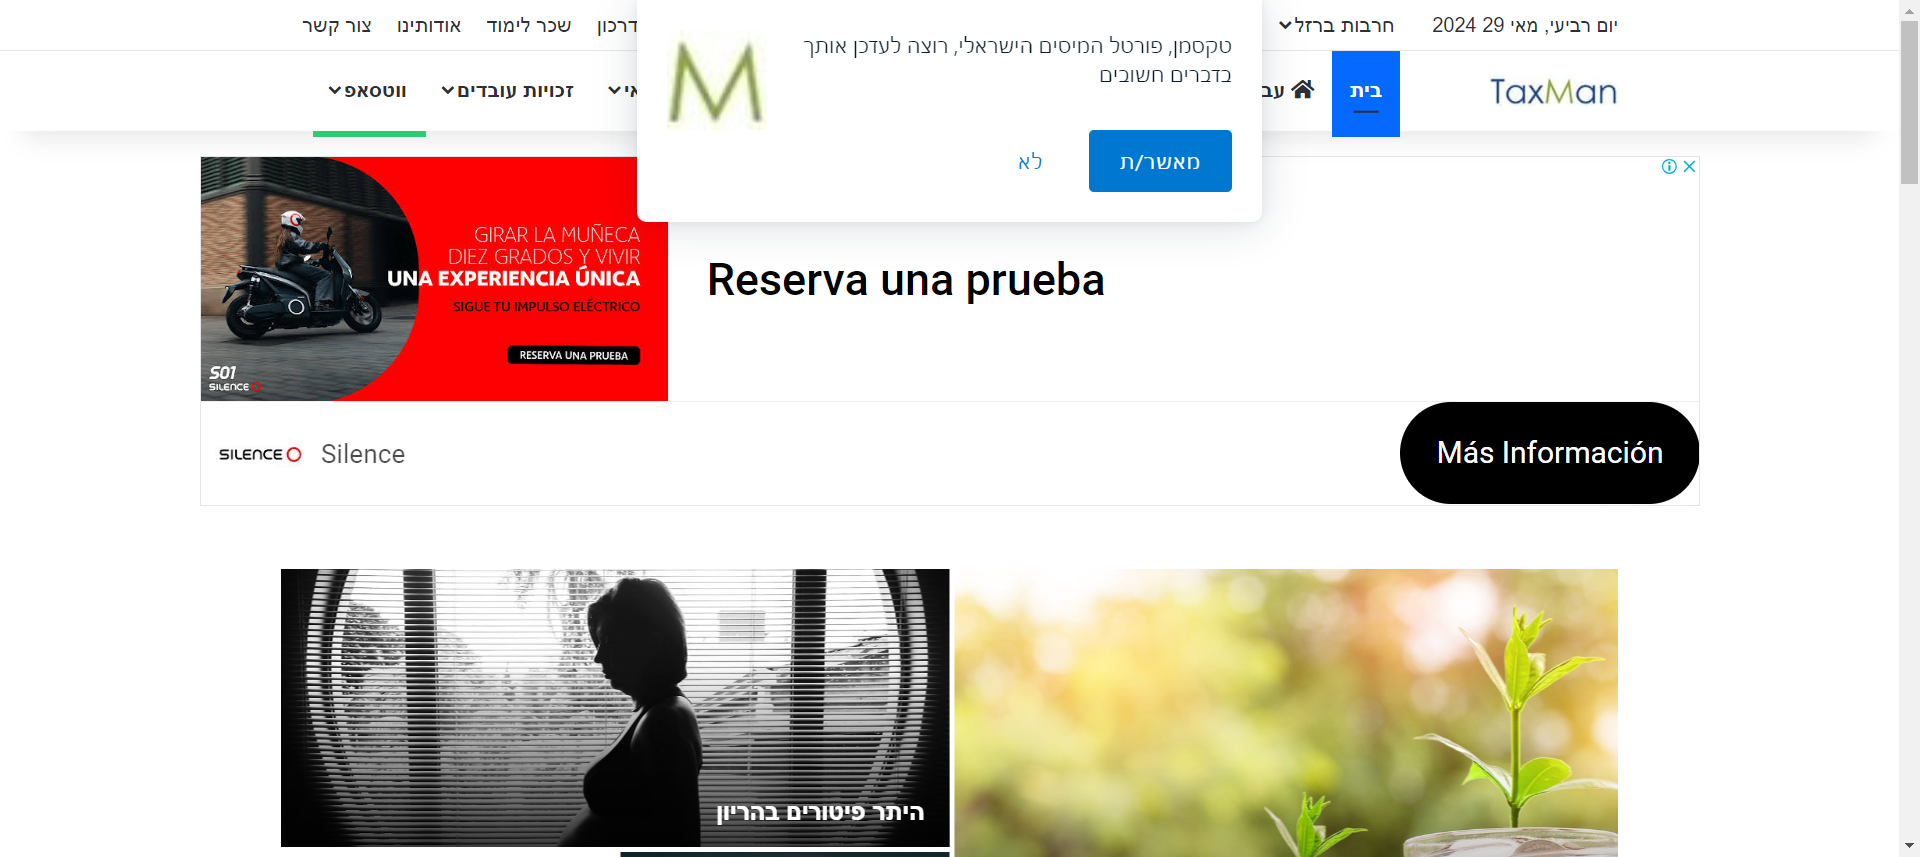 יום רביעי, מאי 29 2024
חרבות ברזל
דרכון
שכר לימוד
אודותינו
צור קשר
TaxMan
בית
זכויות עובדים
ווטסאפ
טקסמן, פורטל המיסים הישראלי, רוצה לעדכן אותך
בדברים חשובים
מאשר/ת
לא
GIRAR LA MUÑECA
DIEZ GRADOS Y VIVIR
UNA EXPERIENCIA ÚNICA
SIGUE TU IMPULSO ELÉCTRICO
RESERVA UNA PRUEBA
S01
SILENCE
Reserva una prueba
SILENCE
Silence
Más Información
היתר פיטורים בהריון